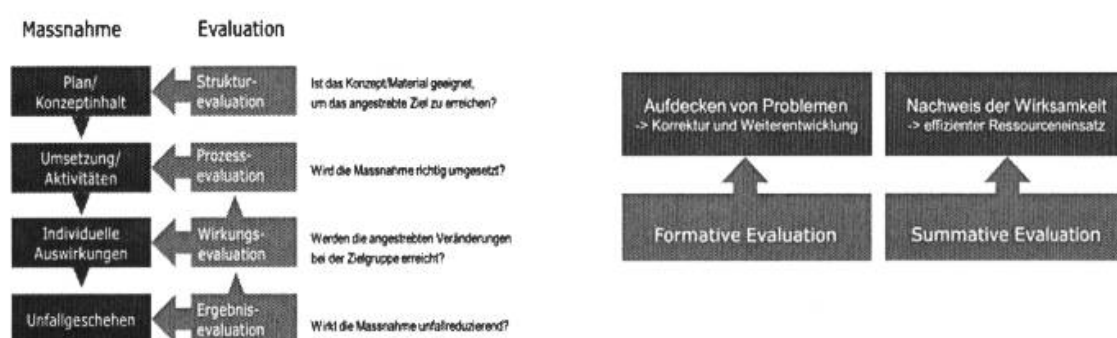 Massnahme
Evaluation
Plan/
Konzeptinhalt
Struktur-
evaluation
Ist das Konzept/Material geeignet,
um das angestrebte Ziel zu erreichen?
Umsetzung/
Aktivitäten
Prozess-
evaluation
Wird die Massnahme richtig umgesetzt?
Individuelle
Auswirkungen
Wirkungs-
evaluation
Werden die angestrebten Veränderungen
bei der Zielgruppe erreicht?
Unfallgeschehen
Ergebnis-
evaluation
Wirkt die Massnahme unfallreduzierend?
Aufdecken von Problemen
-> Korrektur und Weiterentwicklung
Nachweis der Wirksamkeit
-> effizienter Ressourceneinsatz
Formative Evaluation
Summative Evaluation